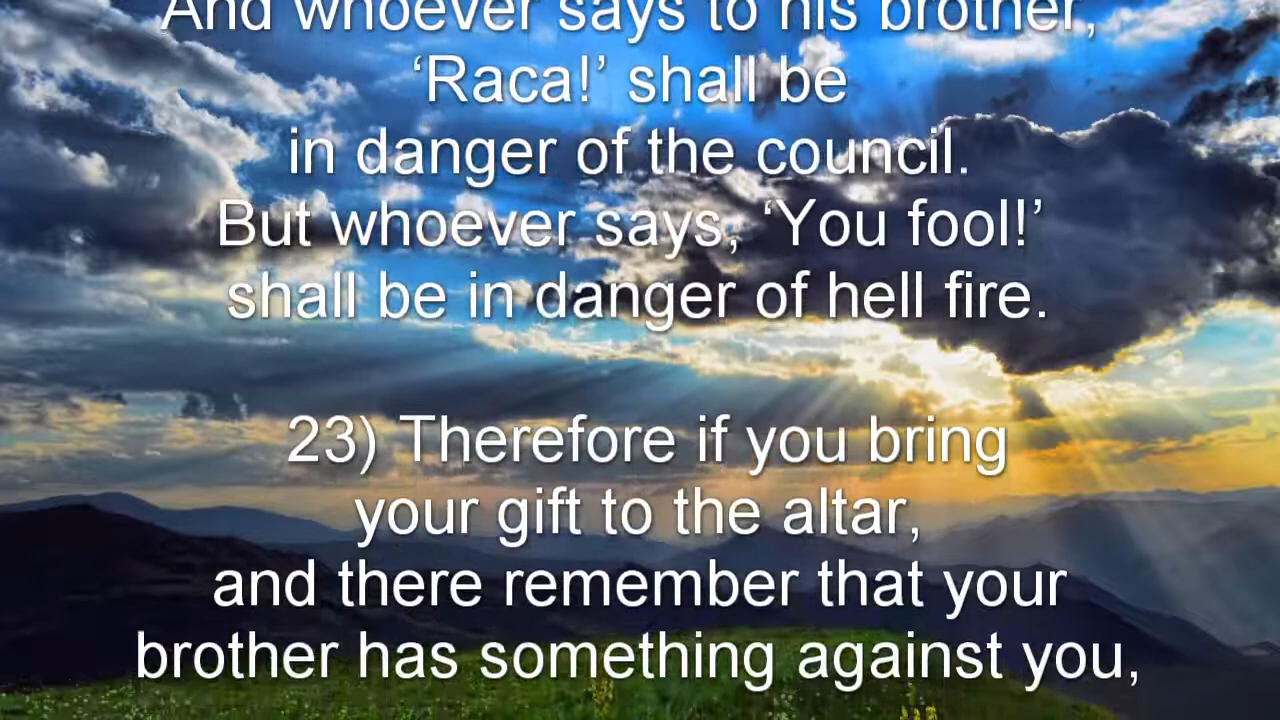 And whoever says to his brother,
‘Raca!’ shall be
in danger of the council.
But whoever says, ‘You fool!’
shall be in danger of hell fire.
23) Therefore if you bring
your gift to the altar,
and there remember that your
brother has something against you,